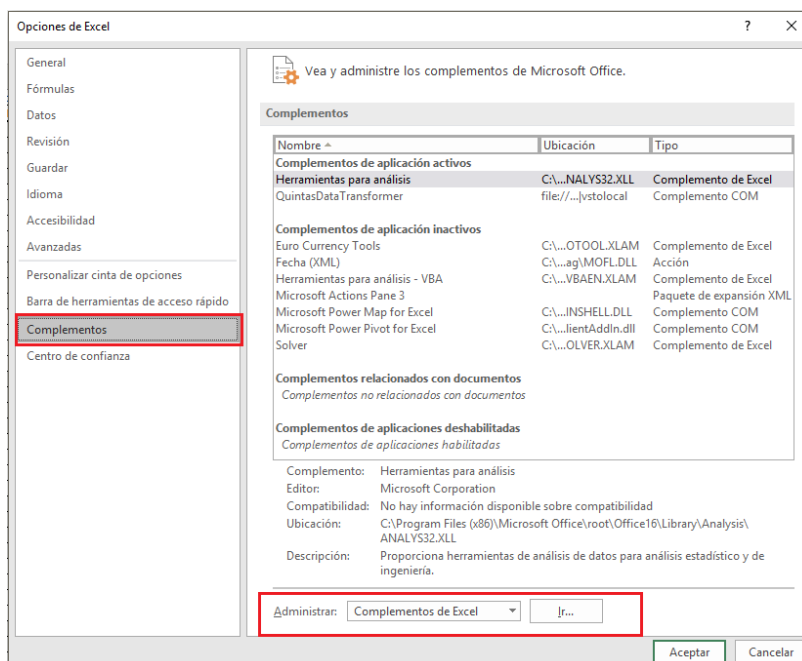 Opciones de Excel
?
General
Fórmulas
Datos
Revisión
Guardar
Idioma
Accesibilidad
Avanzadas
Personalizar cinta de opciones
Barra de herramientas de acceso rápido
Complementos
Centro de confianza
Vea y administre los complementos de Microsoft Office.
Complementos
Nombre Ubicación Tipo
Complementos de aplicación activos
Herramientas para análisis C:\...NALYS32.XLL Complemento de Excel
QuintasDataTransformer file://...|vstolocal Complemento COM
Complementos de aplicación inactivos
Euro Currency Tools C:\...OTOOL.XLAM Complemento de Excel
Fecha (XML) C:\...ag\MOFL.DLL Acción
Herramientas para análisis - VBA C:\...VBAEN.XLAM Complemento de Excel
Microsoft Actions Pane 3 Paquete de expansión XML
Microsoft Power Map for Excel C:\...INSHELL.DLL Complemento COM
Microsoft Power Pivot for Excel C:\...lientAddIn.dll Complemento COM
Solver C:\...OLVER.XLAM Complemento de Excel
Complementos relacionados con documentos
Complementos no relacionados con documentos
Complementos de aplicaciones deshabilitadas
Complementos de aplicaciones habilitadas
Complemento: Herramientas para análisis
Editor: Microsoft Corporation
Compatibilidad: No hay información disponible sobre compatibilidad
Ubicación: C:\Program Files (x86)\Microsoft Office\root\Office16\Library\Analysis\
ANALYS32.XLL
Descripción: Proporciona herramientas de análisis de datos para análisis estadístico y de
ingeniería.
Administrar: Complementos de Excel Ir...
Aceptar Cancelar